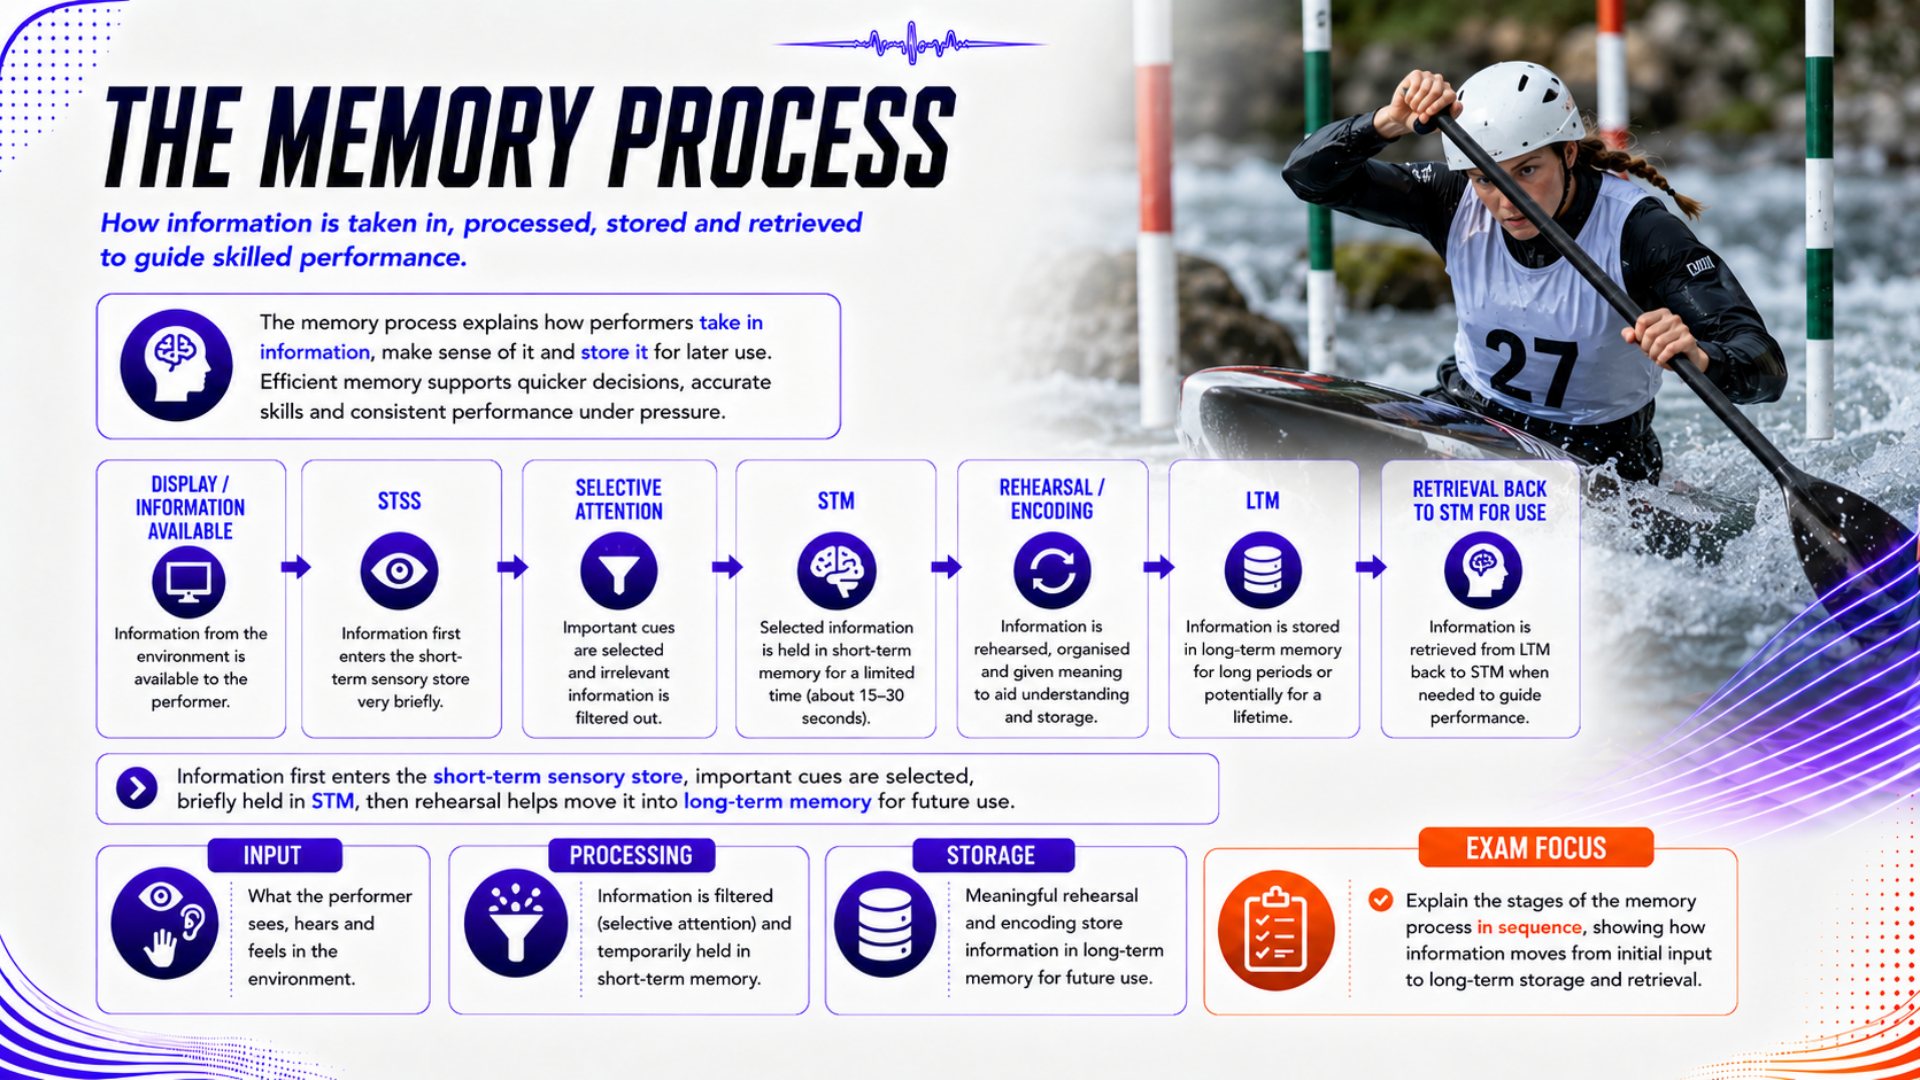 THE MEMORY PROCESS
How information is taken in, processed, stored and retrieved
to guide skilled performance.
The memory process explains how performers take in
information, make sense of it and store it for later use.
Efficient memory supports quicker decisions, accurate
skills and consistent performance under pressure.
27
DISPLAY /
INFORMATION
AVAILABLE
Information from the
environment is
available to the
performer.
STSS
Information first
enters the short-
term sensory store
very briefly.
SELECTIVE
ATTENTION
Important cues
are selected
and irrelevant
information is
filtered out.
STM
Selected information
is held in short-term
memory for a limited
time (about 15–30
seconds).
REHEARSAL /
ENCODING
Information is
rehearsed, organised
and given meaning
to aid understanding
and storage.
LTM
Information is stored
in long-term memory
for long periods or
potentially for a
lifetime.
RETRIEVAL BACK
TO STM FOR USE
Information is
retrieved from LTM
back to STM when
needed to guide
performance.
Information first enters the short-term sensory store, important cues are selected,
briefly held in STM, then rehearsal helps move it into long-term memory for future use.
INPUT
What the performer
sees, hears and
feels in the
environment.
PROCESSING
Information is filtered
(selective attention) and
temporarily held in
short-term memory.
STORAGE
Meaningful rehearsal
and encoding store
information in long-term
memory for future use.
EXAM FOCUS
Explain the stages of the memory
process in sequence, showing how
information moves from initial input
to long-term storage and retrieval.